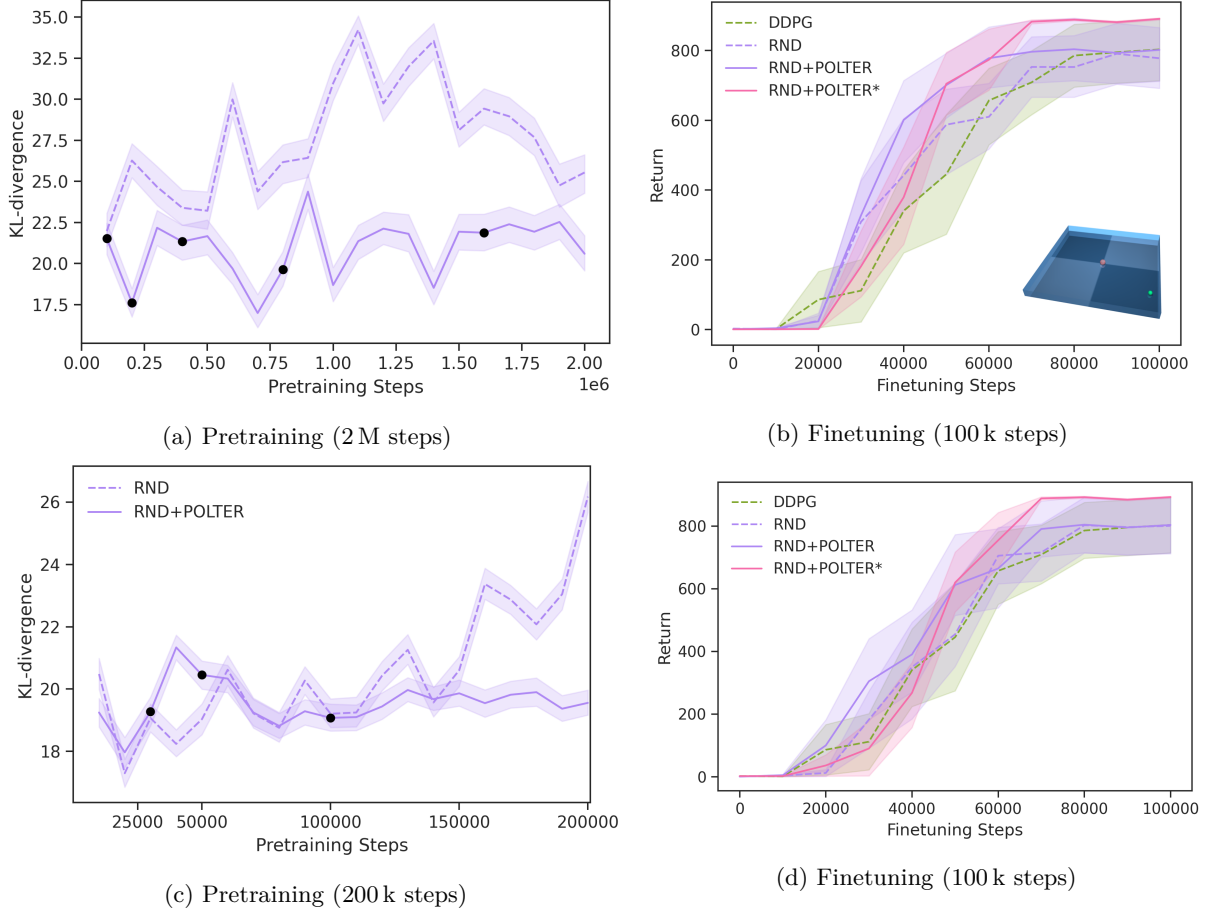 35.0
32.5
30.0
27.5
25.0
22.5
20.0
17.5
KL-divergence
0.00 0.25 0.50 0.75 1.00 1.25 1.50 1.75 2.00
1e6
Pretraining Steps
(a) Pretraining (2 M steps)
DDPG
RND
RND+POLTER
RND+POLTER*
800
600
400
200
0
Return
0 20000 40000 60000 80000 100000
Finetuning Steps
(b) Finetuning (100 k steps)
RND
RND+POLTER
26
24
22
20
18
KL-divergence
25000 50000 100000 150000 200000
Pretraining Steps
(c) Pretraining (200 k steps)
DDPG
RND
RND+POLTER
RND+POLTER*
800
600
400
200
0
Return
0 20000 40000 60000 80000 100000
Finetuning Steps
(d) Finetuning (100 k steps)